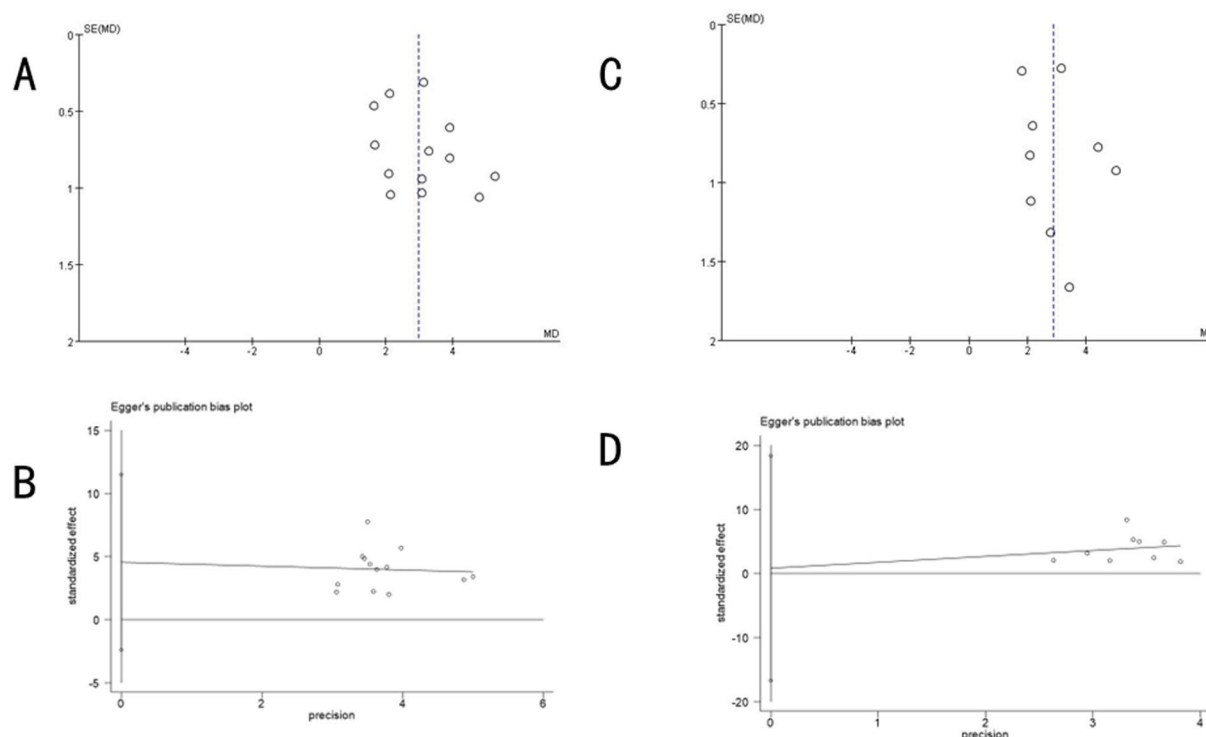 A
SE(MD)
0
0.5
1
1.5
2
-4
-2
0
2
4
MD
C
SE(MD)
0
0.5
1
1.5
2
-4
-2
0
2
4
M
B
Egger's publication bias plot
15
10
5
0
-5
standardized effect
0
2
4
6
precision
D
Egger's publication bias plot
20
10
0
-10
-20
standardized effect
0
1
2
3
4
precision